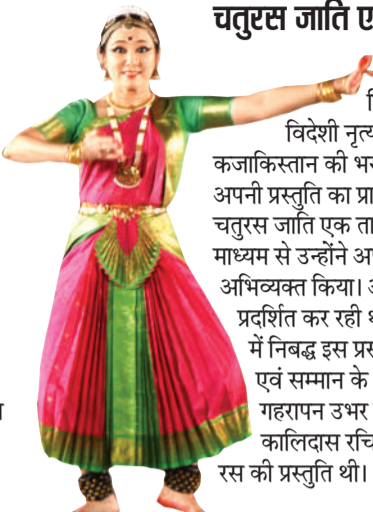 चतुरस जाति ए
वि
विदेशी नृत्य
कजाकिस्तान की भर
अपनी प्रस्तुति का प्रा
चतुरस जाति एक ता
माध्यम से उन्होंने अ
अभिव्यक्त किया।
प्रदर्शित कर रही
में निबद्ध इस प्रस
एवं सम्मान के
गहरापन उभर
कालिदास रचि
रस की प्रस्तुति थी।